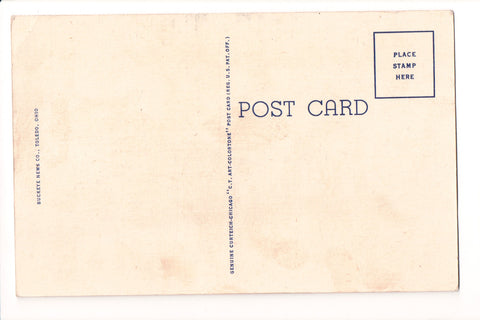 BUCKEYE NEWS CO., TOLEDO, OHIO
GENUINE CURTEICH-CHICAGO "C.T. ART-COLORTONE" POST CARD (REG. U.S. PAT. OFF.)
POST CARD
PLACE
STAMP
HERE